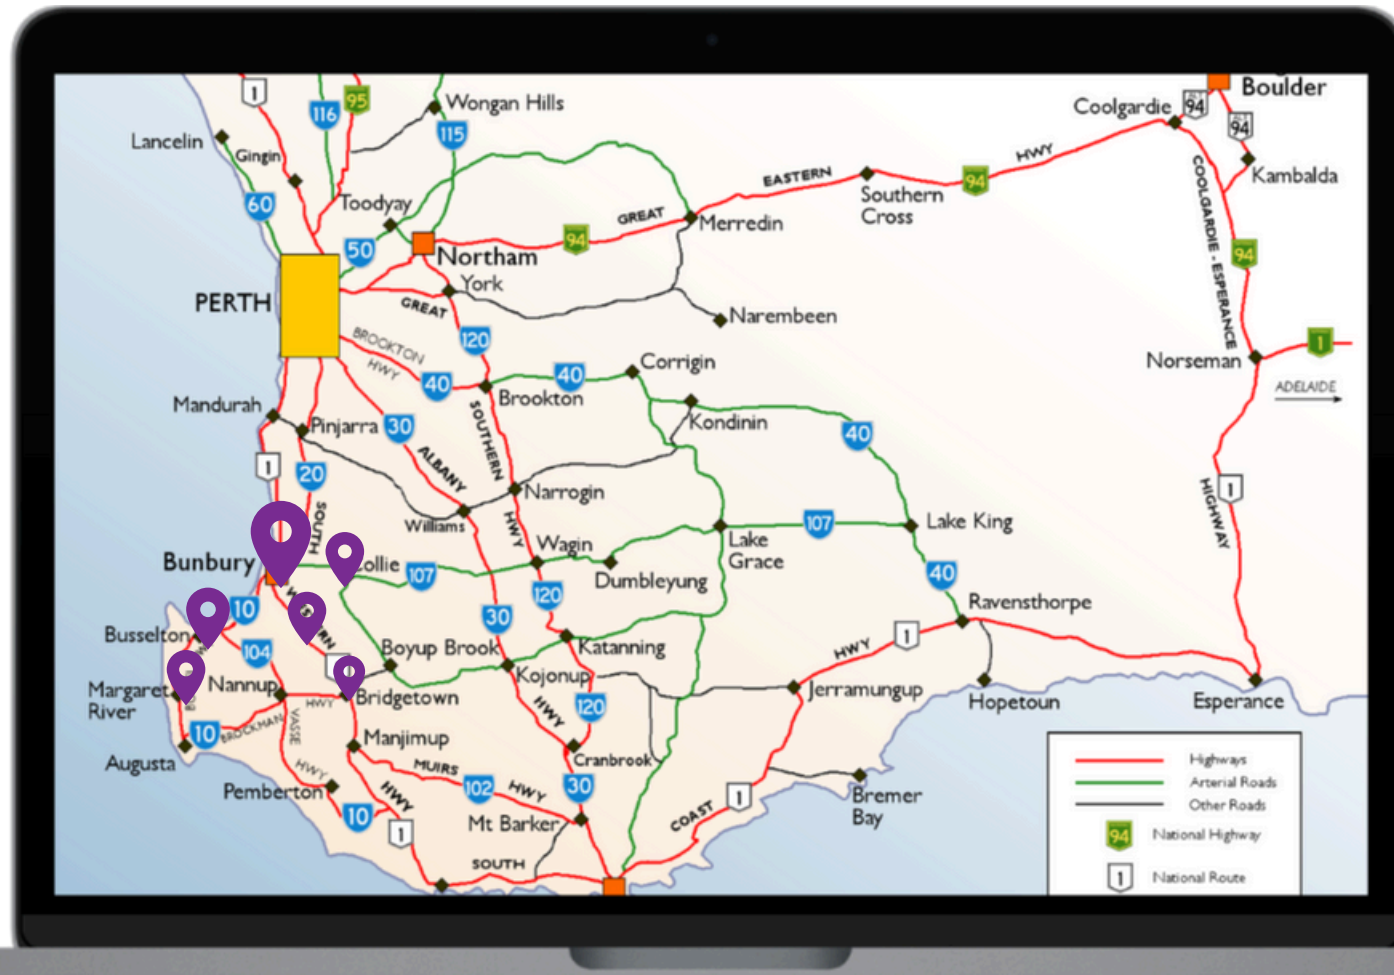 Boulder
Coolgardie
94
94
Kambalda
1
116
95
Wongan Hills
115
Lancelin
Gingin
60
Toodyay
50
Northam
GREAT
94
EASTERN
Southern
Cross
94
HWY
Merredin
COOLGARDIE - ESPERANCE
94
PERTH
York
GREAT
120
Narembeen
BROCKTON
HWY
40
40
Corrigin
Brookton
Kondinin
40
Norseman
1
ADELAIDE
Mandurah
Pinjarra
30
1
20
ALBANY
SOUTHERN
HWY
Narrogin
Williams
SOUTH
HIGHWAY
1
Bunbury
ollie
107
Wagin
Dumbleyung
Lake
Grace
107
Lake King
40
10
120
30
Ravensthorpe
Busselton
104
Boyup Brook
Katanning
HWY
1
Margaret
River
Nannup
HWY
Bridgetown
Kojonup
120
Jerramungup
Hopetoun
Esperance
10
BROCKMAN
VASSE
HWY
Augusta
Manjimup
HWY
Cranbrook
Pemberton
10
MUIRS
102
HWY
HWY
30
1
Mt Barker
COAST
1
Bremer
Bay
SOUTH
Highways
Arterial Roads
Other Roads
94
National Highway
1
National Route